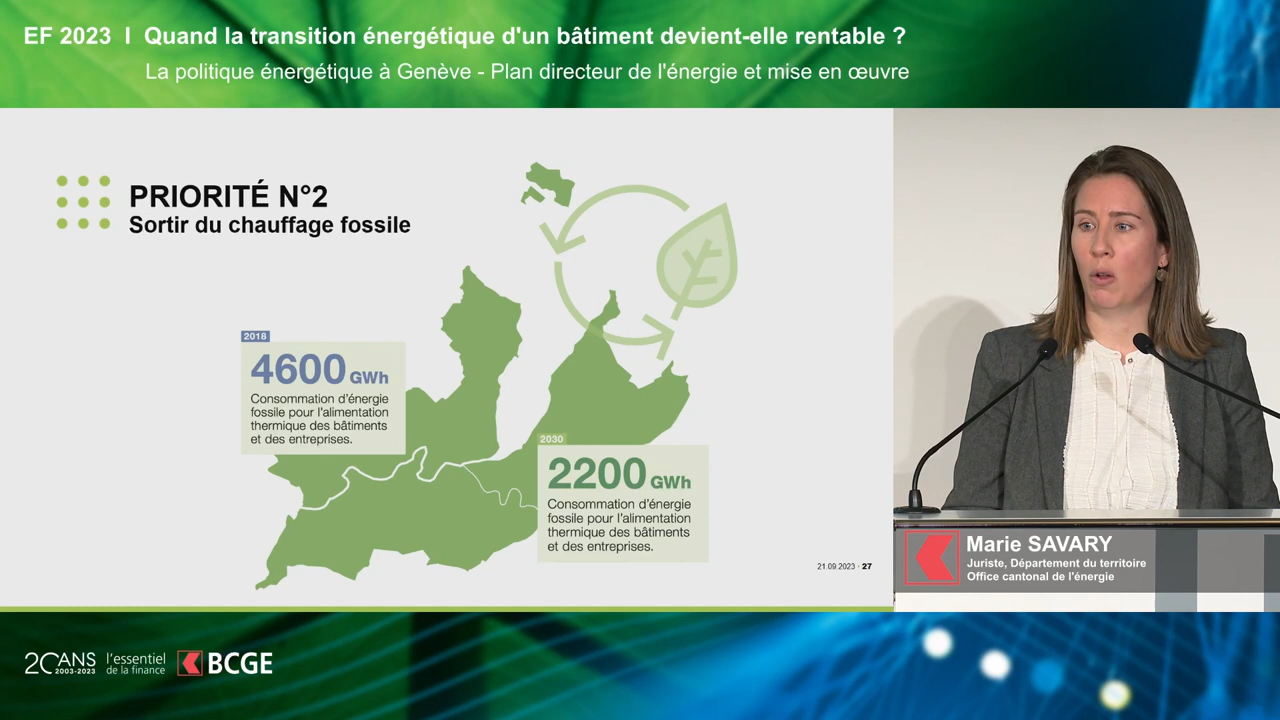 EF 2023 I Quand la transition énergétique d'un bâtiment devient-elle rentable ?
La politique énergétique à Genève - Plan directeur de l'énergie et mise en œuvre
PRIORITÉ N°2
Sortir du chauffage fossile
2018
4600 GWh
Consommation d'énergie
fossile pour l'alimentation
thermique des bâtiments
et des entreprises.
2030
2200 GWh
Consommation d'énergie
fossile pour l'alimentation
thermique des bâtiments
et des entreprises.
21.09.2023 · 27
Marie SAVARY
Juriste, Département du territoire
Office cantonal de l'énergie
20ANS
2003-2023
l'essentiel
de la finance
BCGE